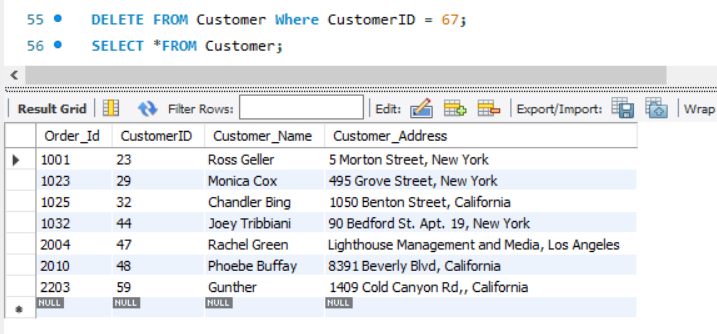 55 DELETE FROM Customer Where CustomerID = 67;
56 SELECT *FROM Customer;
Result Grid Filter Rows: Edit: Export/Import: Wrap
Order_Id CustomerID Customer_Name Customer_Address
1001 23 Ross Geller 5 Morton Street, New York
1023 29 Monica Cox 495 Grove Street, New York
1025 32 Chandler Bing 1050 Benton Street, California
1032 44 Joey Tribbiani 90 Bedford St. Apt. 19, New York
2004 47 Rachel Green Lighthouse Management and Media, Los Angeles
2010 48 Phoebe Buffay 8391 Beverly Blvd, California
2203 59 Gunther 1409 Cold Canyon Rd,, California
NULL NULL NULL NULL